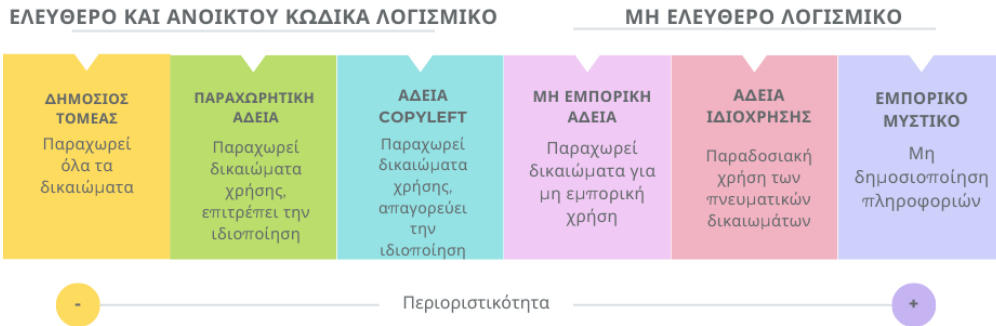 ΕΛΕΥΘΕΡΟ ΚΑΙ ΑΝΟΙΚΤΟΥ ΚΩΔΙΚΑ ΛΟΓΙΣΜΙΚΟ
ΜΗ ΕΛΕΥΘΕΡΟ ΛΟΓΙΣΜΙΚΟ
ΔΗΜΟΣΙΟΣ
ΤΟΜΕΑΣ
Παραχωρεί
όλα τα
δικαιώματα
ΠΑΡΑΧΩΡΗΤΙΚΗ
ΑΔΕΙΑ
Παραχωρεί
δικαιώματα
χρήσης,
επιτρέπει την
ιδιοποίηση
ΑΔΕΙΑ
COPYLEFT
Παραχωρεί
δικαιώματα
χρήσης,
απαγορεύει
την
ιδιοποίηση
ΜΗ ΕΜΠΟΡΙΚΗ
ΑΔΕΙΑ
Παραχωρεί
δικαιώματα για
μη εμπορική
χρήση
ΑΔΕΙΑ
ΙΔΙΟΧΡΗΣΗΣ
Παραδοσιακή
χρήση των
πνευματικών
δικαιωμάτων
ΕΜΠΟΡΙΚΟ
ΜΥΣΤΙΚΟ
Μη
δημοσιοποίηση
πληροφοριών
- Περιοριστικότητα +